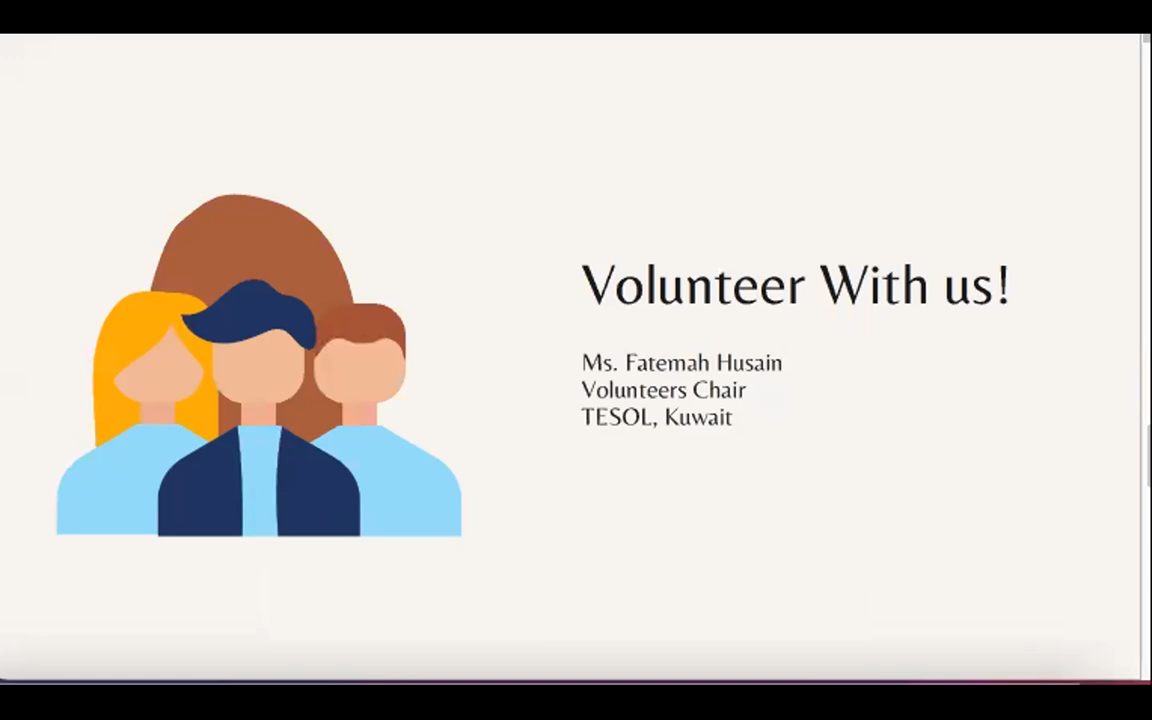 Volunteer With us!
Ms. Fatemah Husain
Volunteers Chair
TESOL, Kuwait